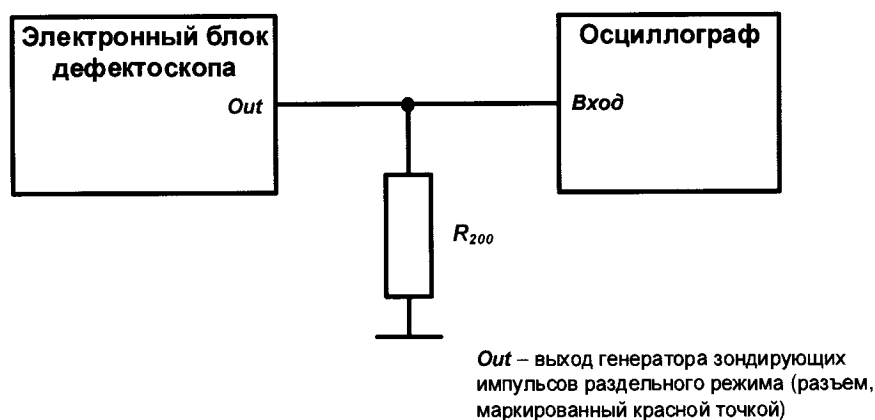 Электронный блок
дефектоскопа
Out
Осциллограф
Вход
R200
Out – выход генератора зондирующих
импульсов раздельного режима (разъем,
маркированный красной точкой)